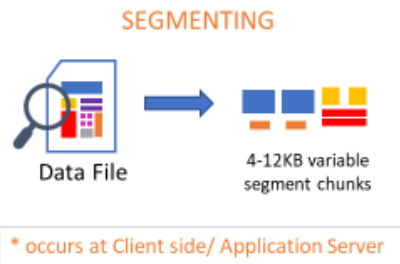 SEGMENTING
Data File
4-12KB variable
segment chunks
* occurs at Client side/ Application Server